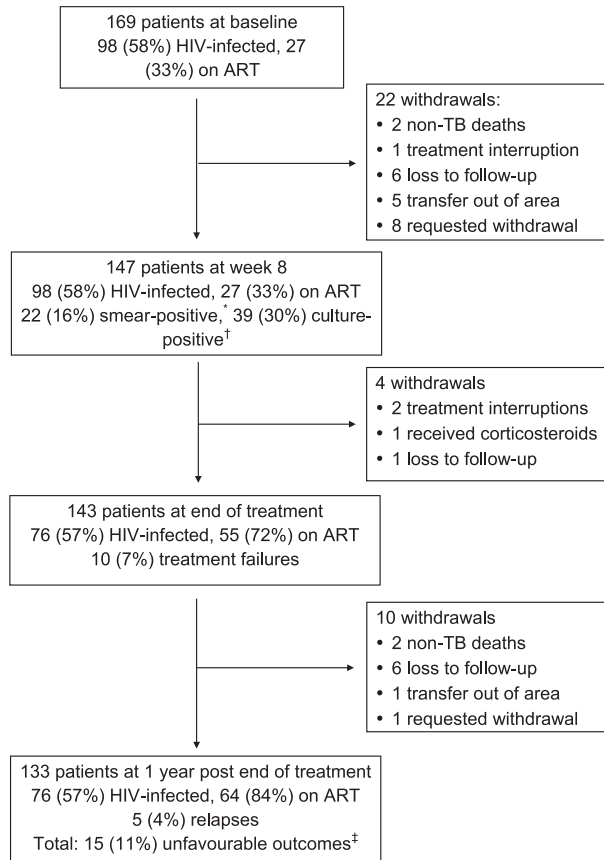 169 patients at baseline
98 (58%) HIV-infected, 27
(33%) on ART
22 withdrawals:
• 2 non-TB deaths
• 1 treatment interruption
• 6 loss to follow-up
• 5 transfer out of area
• 8 requested withdrawal
147 patients at week 8
98 (58%) HIV-infected, 27 (33%) on ART
22 (16%) smear-positive,* 39 (30%) culture-
positive†
4 withdrawals
• 2 treatment interruptions
• 1 received corticosteroids
• 1 loss to follow-up
143 patients at end of treatment
76 (57%) HIV-infected, 55 (72%) on ART
10 (7%) treatment failures
10 withdrawals
• 2 non-TB deaths
• 6 loss to follow-up
• 1 transfer out of area
• 1 requested withdrawal
133 patients at 1 year post end of treatment
76 (57%) HIV-infected, 64 (84%) on ART
5 (4%) relapses
Total: 15 (11%) unfavourable outcomes‡